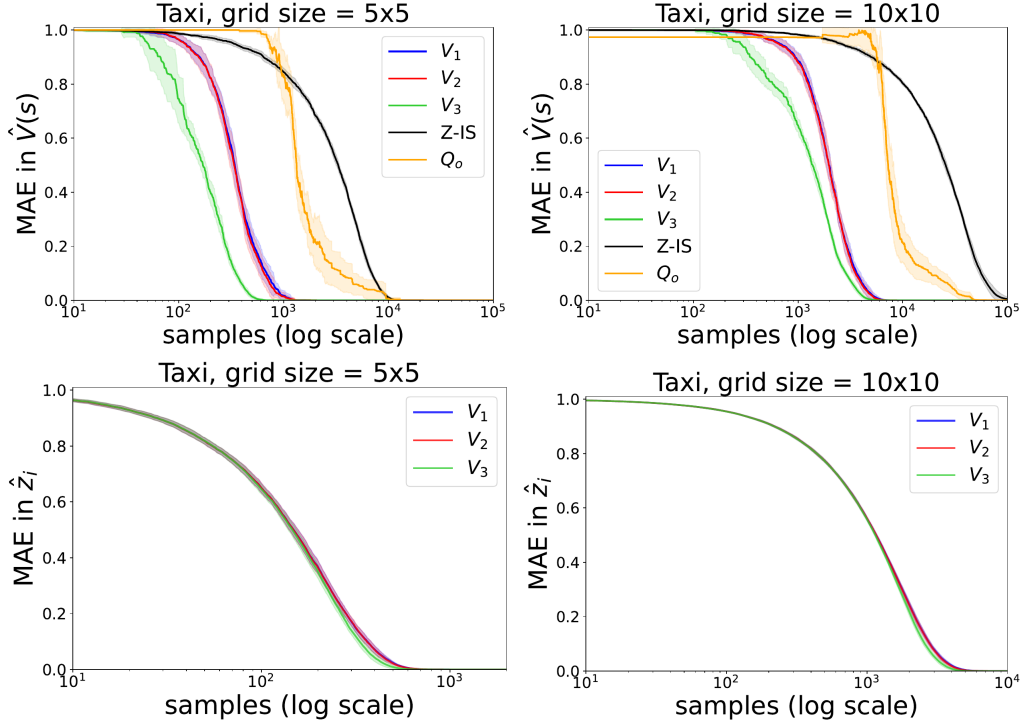 Taxi, grid size = 5x5
MAE in V̂(s)
1.0
0.8
0.6
0.4
0.2
0.0
V₁
V₂
V₃
Z-IS
Qₒ
10¹
10²
10³
10⁴
10⁵
samples (log scale)
Taxi, grid size = 10x10
MAE in V̂(s)
1.0
0.8
0.6
0.4
0.2
0.0
V₁
V₂
V₃
Z-IS
Qₒ
10¹
10²
10³
10⁴
10⁵
samples (log scale)
Taxi, grid size = 5x5
MAE in ẑᵢ
1.0
0.8
0.6
0.4
0.2
0.0
V₁
V₂
V₃
10¹
10²
10³
samples (log scale)
Taxi, grid size = 10x10
MAE in ẑᵢ
1.0
0.8
0.6
0.4
0.2
0.0
V₁
V₂
V₃
10¹
10²
10³
10⁴
samples (log scale)